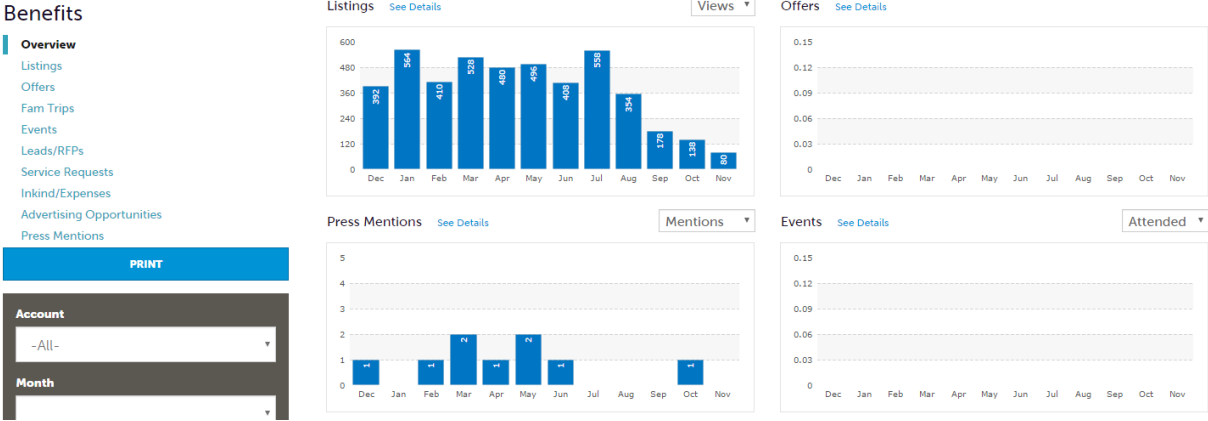 Benefits
Overview
Listings
Offers
Fam Trips
Events
Leads/RFPs
Service Requests
Inkind/Expenses
Advertising Opportunities
Press Mentions
PRINT
Account
-All-
Month
Listings See Details Views
600
480
360
240
120
0
392 564 410 528 480 496 408 558 354 178 138 80
Dec Jan Feb Mar Apr May Jun Jul Aug Sep Oct Nov
Offers See Details
0.15
0.12
0.09
0.06
0.03
0
Dec Jan Feb Mar Apr May Jun Jul Aug Sep Oct Nov
Press Mentions See Details Mentions
5
4
3
2
1
0
1 1 2 1 2 1 1
Dec Jan Feb Mar Apr May Jun Jul Aug Sep Oct Nov
Events See Details Attended
0.15
0.12
0.09
0.06
0.03
0
Dec Jan Feb Mar Apr May Jun Jul Aug Sep Oct Nov